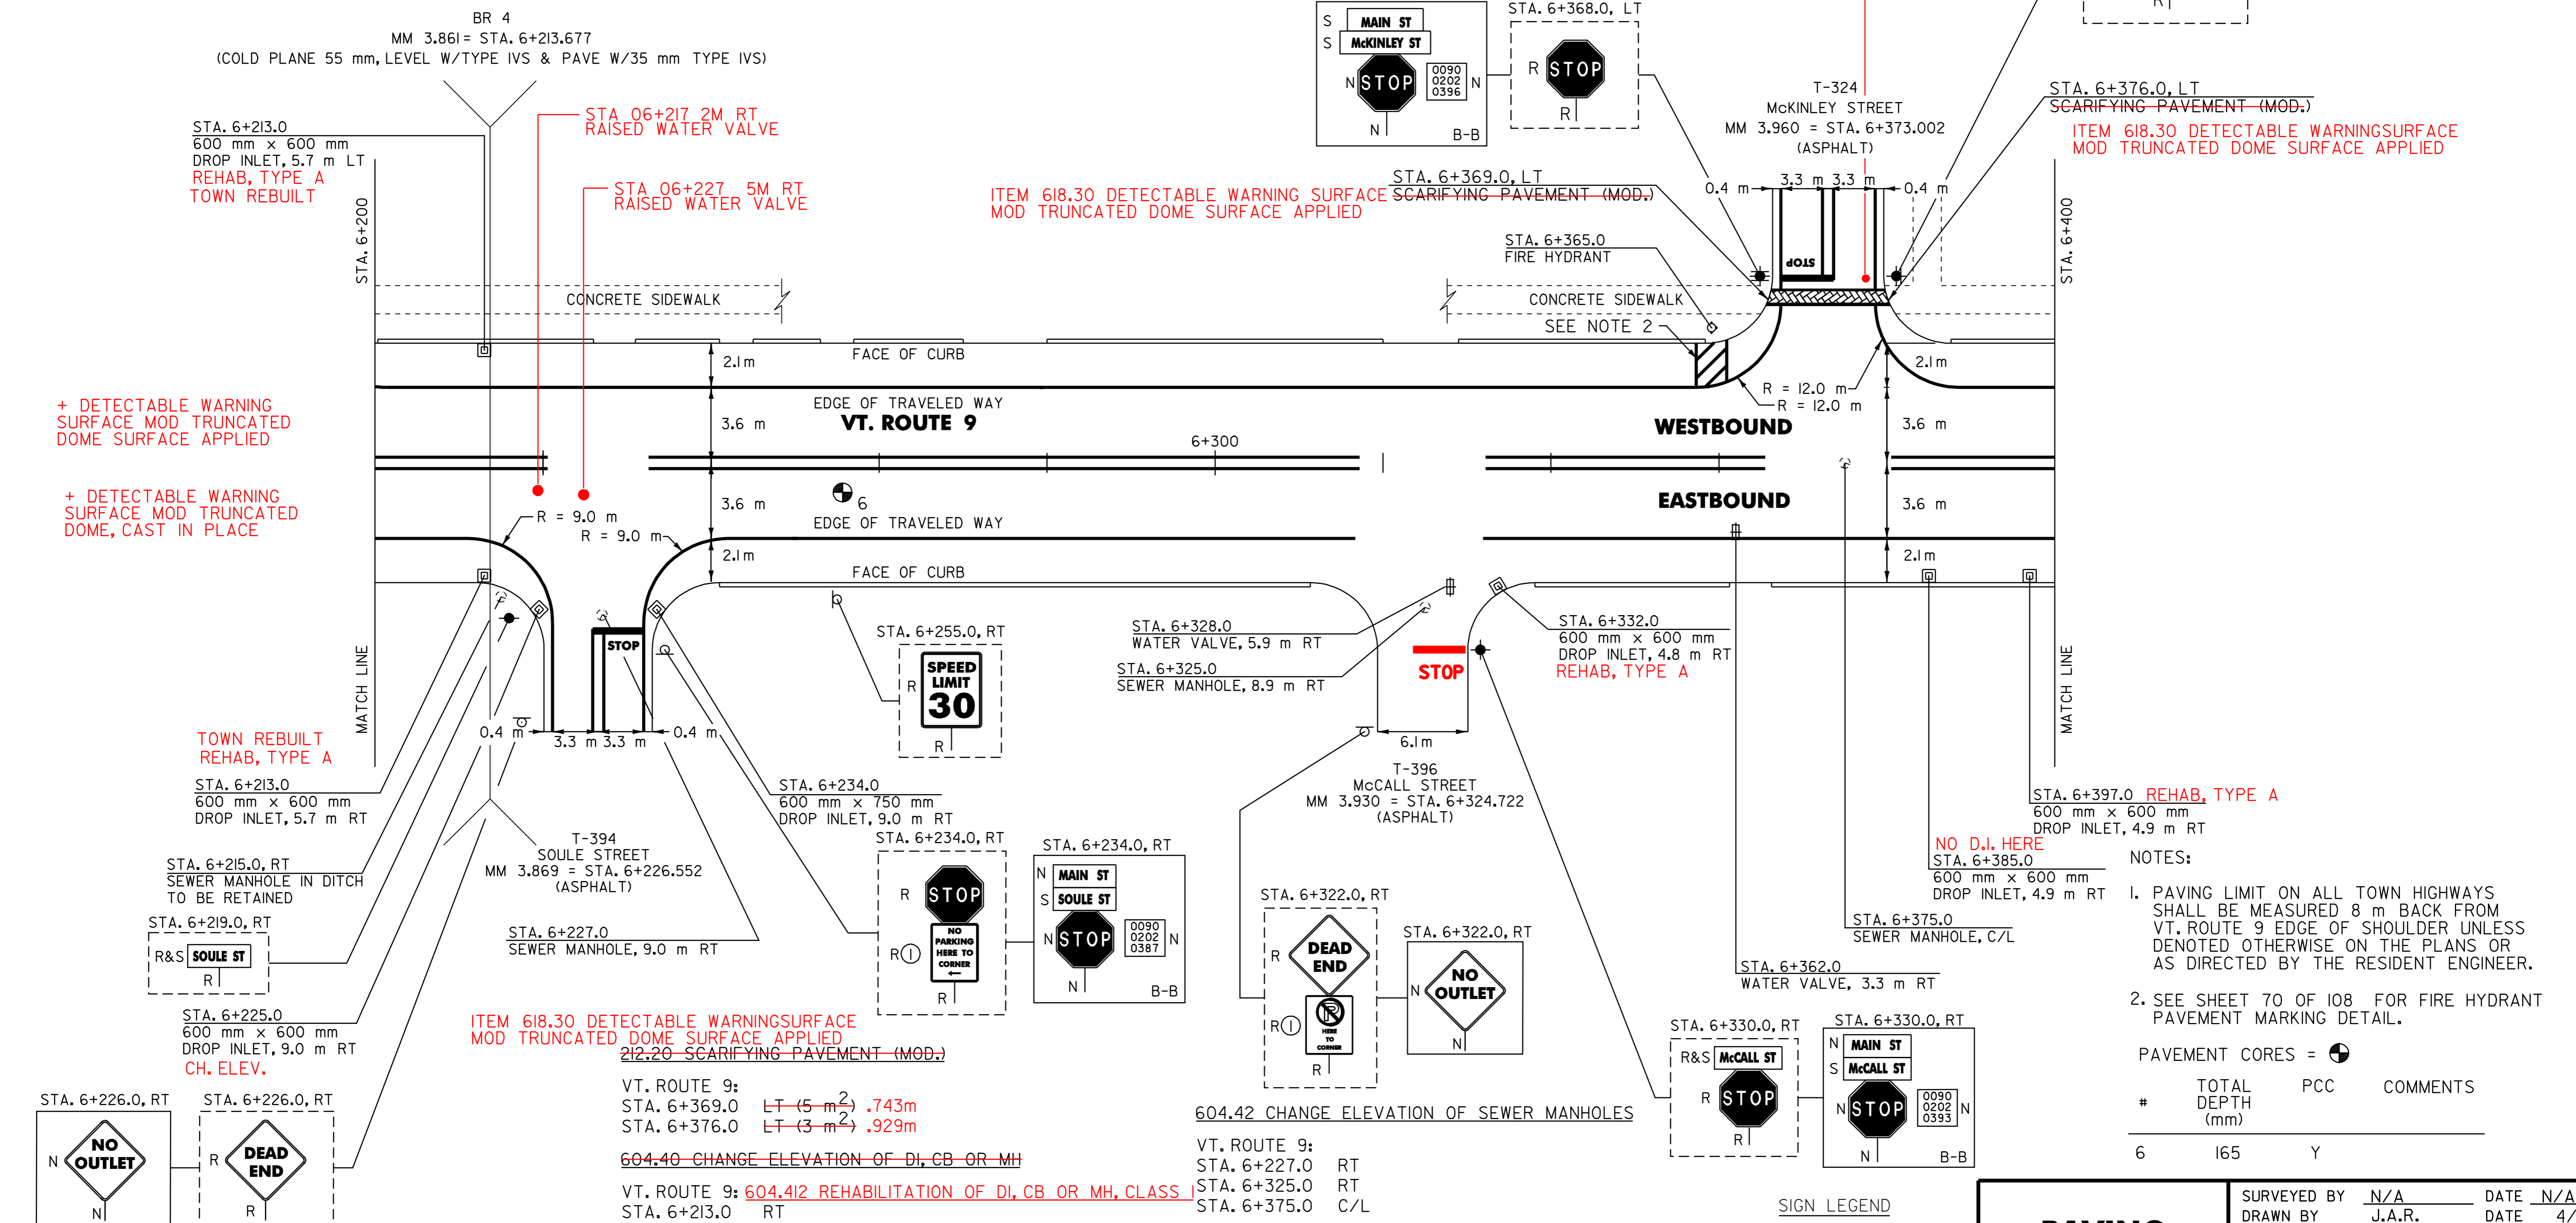 BR 4
MM 3.861= STA. 6+213.677
(COLD PLANE 55 mm, LEVEL W/TYPE IVS & PAVE W/35 mm TYPE IVS)
STA. 6+213.0
600 mm x 600 mm
DROP INLET, 5.7 m LT
REHAB, TYPE A
TOWN REBUILT
STA 06+217 2M RT
RAISED WATER VALVE
STA 06+227 5M RT
RAISED WATER VALVE
STA. 6+200
MATCH LINE
S MAIN ST
S McKINLEY ST
N STOP 0090 0202 0396 N
N
B-B
STA. 6+368.0, LT
R STOP
R
R
T-324
McKINLEY STREET
MM 3.960 = STA. 6+373.002
(ASPHALT)
STA. 6+376.0, LT
SCARIFYING PAVEMENT (MOD.)
ITEM 618.30 DETECTABLE WARNINGSURFACE
MOD TRUNCATED DOME SURFACE APPLIED
STA. 6+369.0, LT
SCARIFYING PAVEMENT (MOD.)
ITEM 618.30 DETECTABLE WARNING SURFACE
MOD TRUNCATED DOME SURFACE APPLIED
0.4 m 3.3 m 3.3 m 0.4 m
STOP
STA. 6+365.0
FIRE HYDRANT
STA. 6+400
MATCH LINE
CONCRETE SIDEWALK
CONCRETE SIDEWALK
SEE NOTE 2
FACE OF CURB
2.1m
2.1m
R = 12.0 m
R = 12.0 m
+ DETECTABLE WARNING
SURFACE MOD TRUNCATED
DOME SURFACE APPLIED
EDGE OF TRAVELED WAY
VT. ROUTE 9
WESTBOUND
3.6 m
3.6 m
6+300
+ DETECTABLE WARNING
SURFACE MOD TRUNCATED
DOME, CAST IN PLACE
R = 9.0 m
R = 9.0 m
3.6 m
6
EASTBOUND
3.6 m
EDGE OF TRAVELED WAY
2.1m
2.1m
FACE OF CURB
STOP
0.4 m 3.3 m 3.3 m 0.4 m
STA. 6+255.0, RT
SPEED
LIMIT
30
R
R
STA. 6+328.0
WATER VALVE, 5.9 m RT
STA. 6+325.0
SEWER MANHOLE, 8.9 m RT
STOP
6.1m
T-396
McCALL STREET
MM 3.930 = STA. 6+324.722
(ASPHALT)
STA. 6+332.0
600 mm x 600 mm
DROP INLET, 4.8 m RT
REHAB, TYPE A
TOWN REBUILT
REHAB, TYPE A
STA. 6+213.0
600 mm x 600 mm
DROP INLET, 5.7 m RT
STA. 6+215.0, RT
SEWER MANHOLE IN DITCH
TO BE RETAINED
STA. 6+219.0, RT
R&S SOULE ST
R
STA. 6+225.0
600 mm x 600 mm
DROP INLET, 9.0 m RT
CH. ELEV.
STA. 6+226.0, RT
N NO OUTLET
N
STA. 6+226.0, RT
R DEAD END
R
T-394
SOULE STREET
MM 3.869 = STA. 6+226.552
(ASPHALT)
STA. 6+227.0
SEWER MANHOLE, 9.0 m RT
STA. 6+234.0
600 mm x 750 mm
DROP INLET, 9.0 m RT
STA. 6+234.0, RT
R STOP
R 1 NO PARKING HERE TO CORNER
R
STA. 6+234.0, RT
N MAIN ST
S SOULE ST
N STOP 0090 0202 0387 N
N
B-B
ITEM 618.30 DETECTABLE WARNINGSURFACE
MOD TRUNCATED DOME SURFACE APPLIED
212.20 SCARIFYING PAVEMENT (MOD.)
VT. ROUTE 9:
STA. 6+369.0 LT (5 m2) .743m
STA. 6+376.0 LT (3 m2) .929m
604.40 CHANGE ELEVATION OF DI, CB OR MH
VT. ROUTE 9: 604.412 REHABILITATION OF DI, CB OR MH, CLASS I
STA. 6+213.0 RT
STA. 6+322.0, RT
R DEAD END
R 1 P HERE TO CORNER
R
STA. 6+322.0, RT
N NO OUTLET
N
604.42 CHANGE ELEVATION OF SEWER MANHOLES
VT. ROUTE 9:
STA. 6+227.0 RT
STA. 6+325.0 RT
STA. 6+375.0 C/L
STA. 6+330.0, RT
R&S McCALL ST
R STOP
R
STA. 6+330.0, RT
N MAIN ST
S McCALL ST
N STOP 0090 0202 0393 N
N
B-B
SIGN LEGEND
STA. 6+362.0
WATER VALVE, 3.3 m RT
STA. 6+375.0
SEWER MANHOLE, C/L
NO D.I. HERE
STA. 6+385.0
600 mm x 600 mm
DROP INLET, 4.9 m RT
STA. 6+397.0 REHAB, TYPE A
600 mm x 600 mm
DROP INLET, 4.9 m RT
NOTES:
1. PAVING LIMIT ON ALL TOWN HIGHWAYS
SHALL BE MEASURED 8 m BACK FROM
VT. ROUTE 9 EDGE OF SHOULDER UNLESS
DENOTED OTHERWISE ON THE PLANS OR
AS DIRECTED BY THE RESIDENT ENGINEER.
2. SEE SHEET 70 OF 108 FOR FIRE HYDRANT
PAVEMENT MARKING DETAIL.
PAVEMENT CORES =
# TOTAL DEPTH (mm) PCC COMMENTS
6 165 Y
PAVING
SURVEYED BY N/A DATE N/A
DRAWN BY J.A.R. DATE 4/